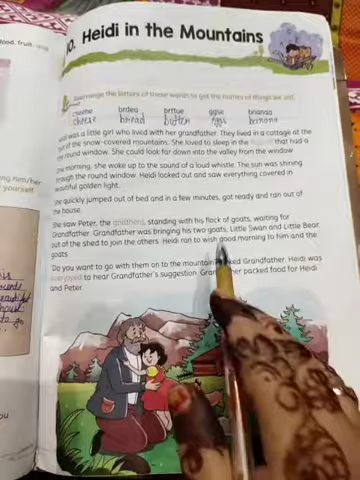 10. Heidi in the Mountains
Rearrange the letters of these words to get the names of things we eat.
brdea brttue ggse
cheese bread butter eggs banana
was a little girl who lived with her grandfather. They lived in a cottage at the
of the snow-covered mountains. She loved to sleep in the that had a
round window. She could look far down into the valley from the window.
One morning, she woke up to the sound of a loud whistle. The sun was shining
through the round window. Heidi looked out and saw everything covered in
beautiful golden light.
She quickly jumped out of bed and in a few minutes, got ready and ran out of
the house.
She saw Peter, the goatherd, standing with his flock of goats, waiting for
Grandfather. Grandfather was bringing his two goats, Little Swan and Little Bear,
out of the shed to join the others. Heidi ran to wish good morning to him and the
goats.
'Do you want to go with them on to the mountain Grandfather. Heidi was
overjoyed to hear Grandfather's suggestion. Grandfather packed food for Heidi
and Peter.
food, fruit,
yourself